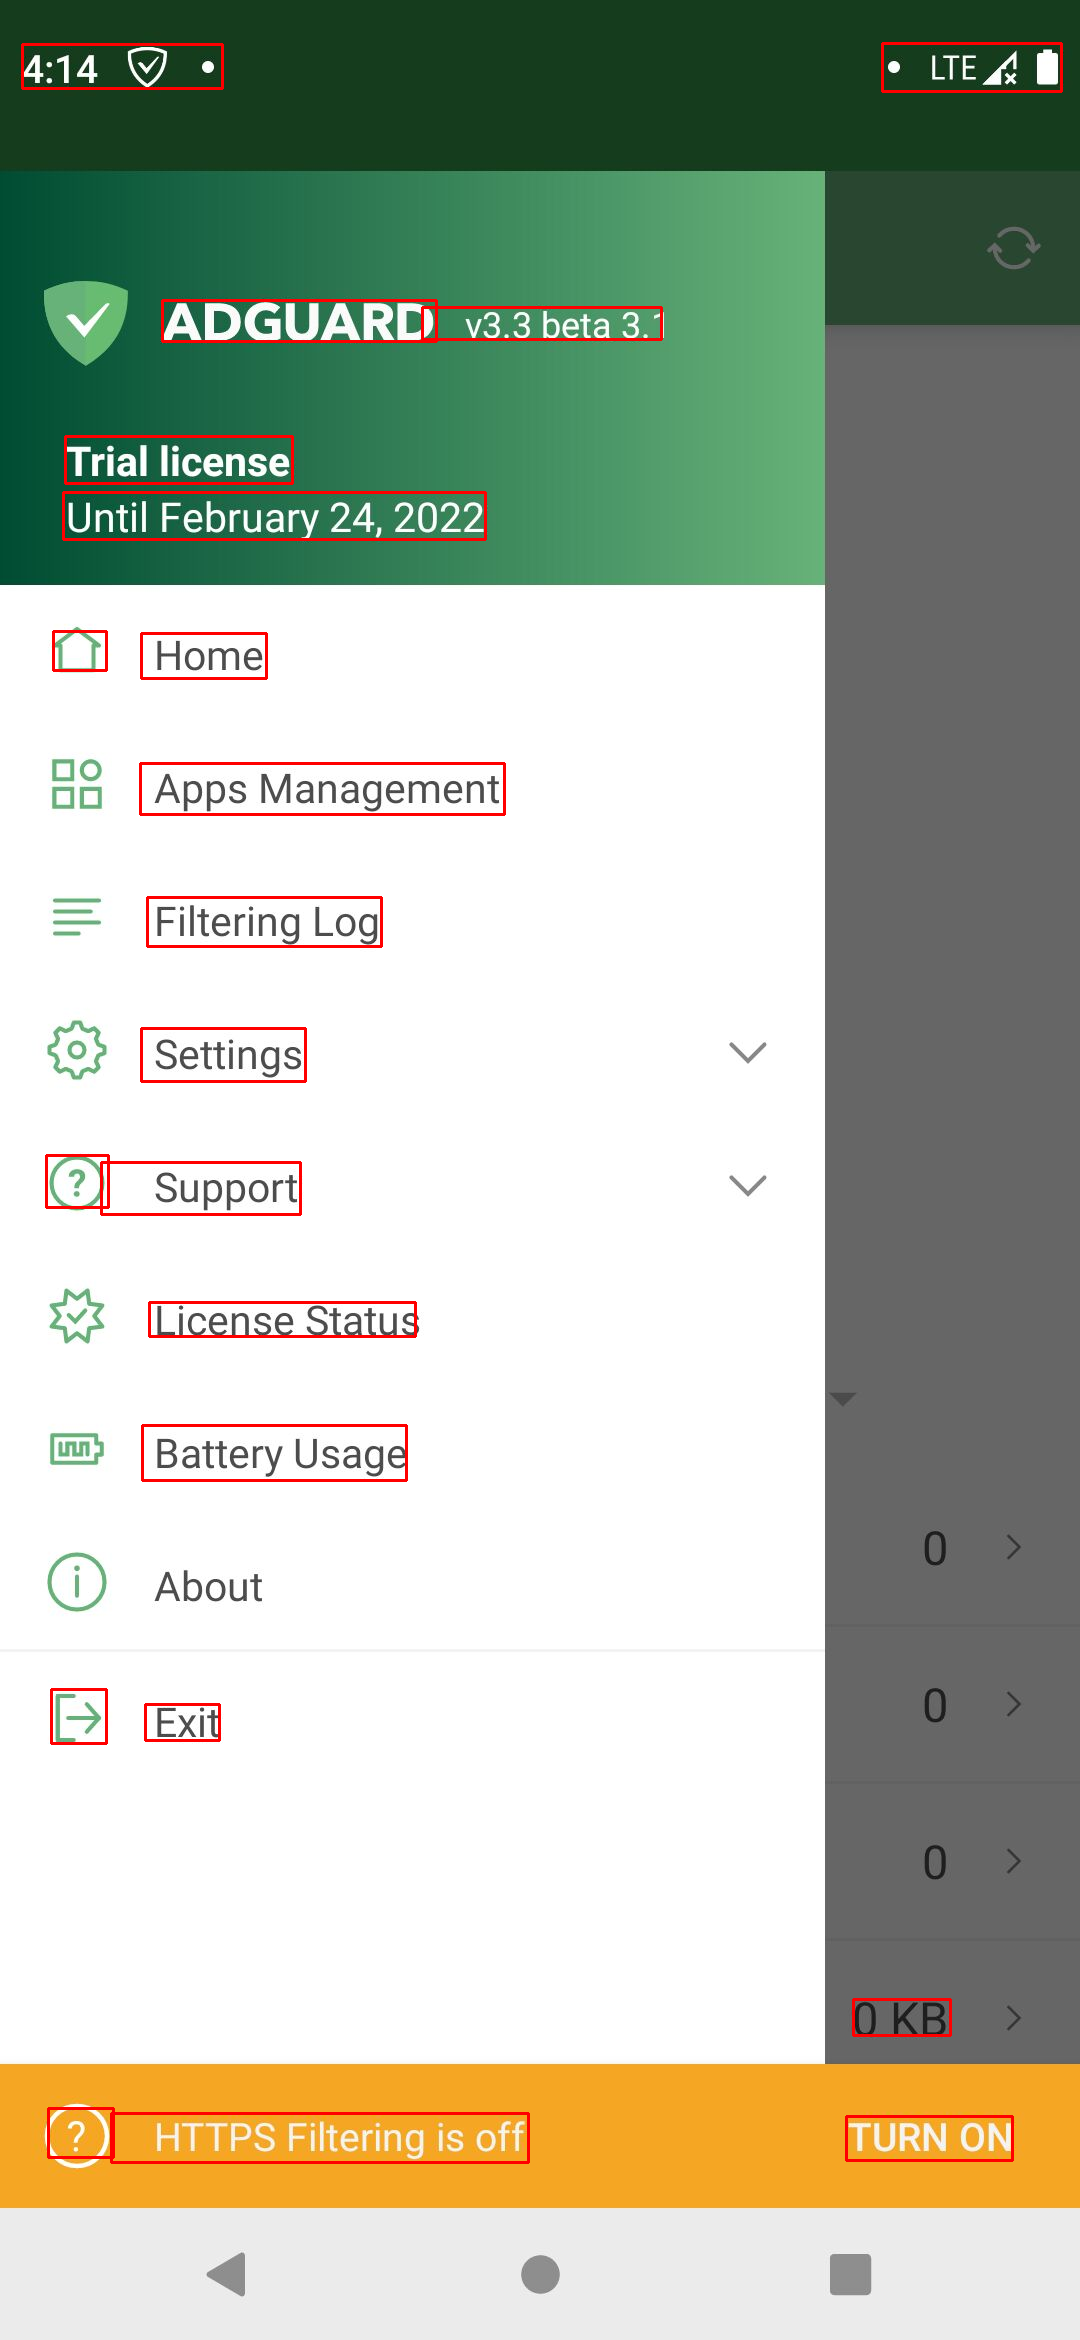 4:14
LTE
ADGUARD v3.3 beta 3.1
Trial license
Until February 24, 2022
Home
Apps Management
Filtering Log
Settings
? Support
License Status
Battery Usage
0
About
0
Exit
0
0 KB
? HTTPS Filtering is off TURN ON